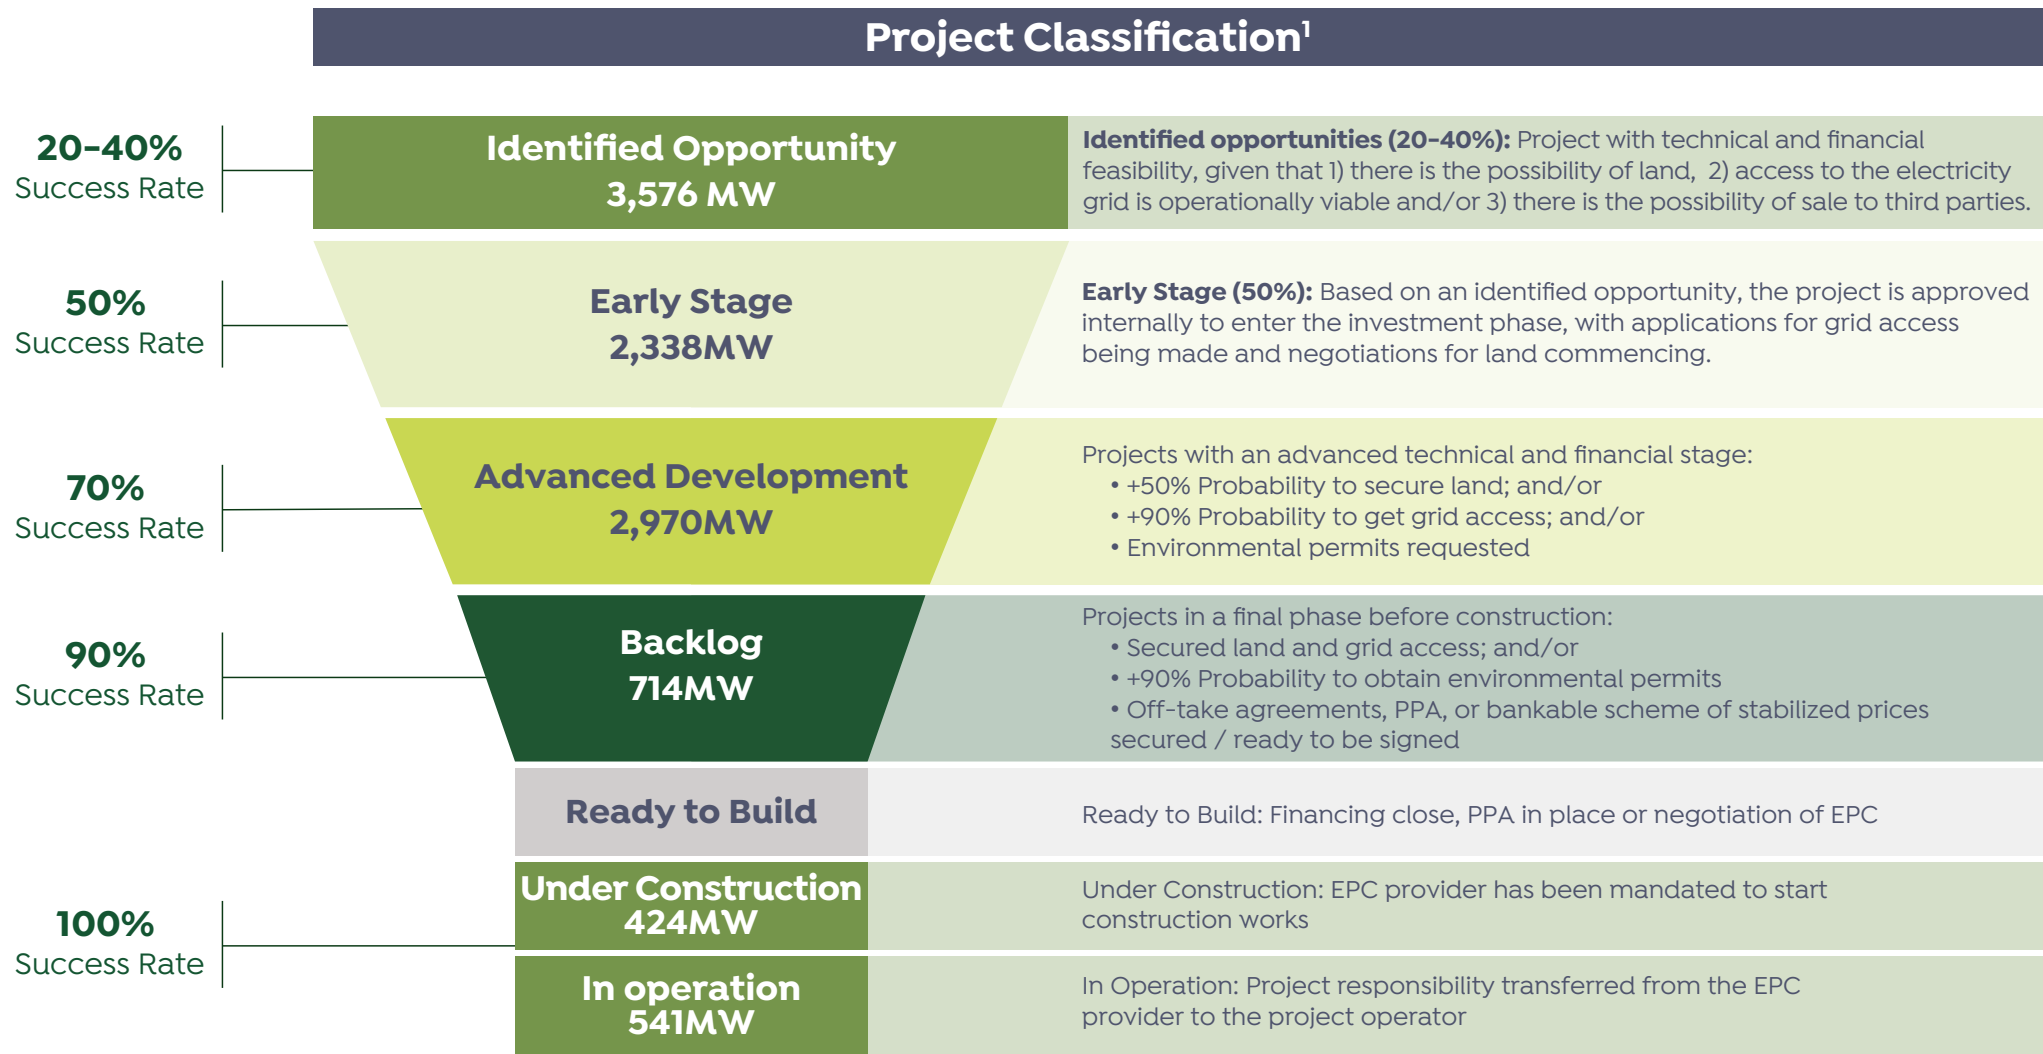 Project Classification¹
20-40%
Success Rate
Identified Opportunity
3,576 MW
Identified opportunities (20-40%): Project with technical and financial
feasibility, given that 1) there is the possibility of land, 2) access to the electricity
grid is operationally viable and/or 3) there is the possibility of sale to third parties.
50%
Success Rate
Early Stage
2,338MW
Early Stage (50%): Based on an identified opportunity, the project is approved
internally to enter the investment phase, with applications for grid access
being made and negotiations for land commencing.
70%
Success Rate
Advanced Development
2,970MW
Projects with an advanced technical and financial stage:
• +50% Probability to secure land; and/or
• +90% Probability to get grid access; and/or
• Environmental permits requested
90%
Success Rate
Backlog
714MW
Projects in a final phase before construction:
• Secured land and grid access; and/or
• +90% Probability to obtain environmental permits
• Off-take agreements, PPA, or bankable scheme of stabilized prices
secured / ready to be signed
Ready to Build
Ready to Build: Financing close, PPA in place or negotiation of EPC
100%
Success Rate
Under Construction
424MW
Under Construction: EPC provider has been mandated to start
construction works
In operation
541MW
In Operation: Project responsibility transferred from the EPC
provider to the project operator